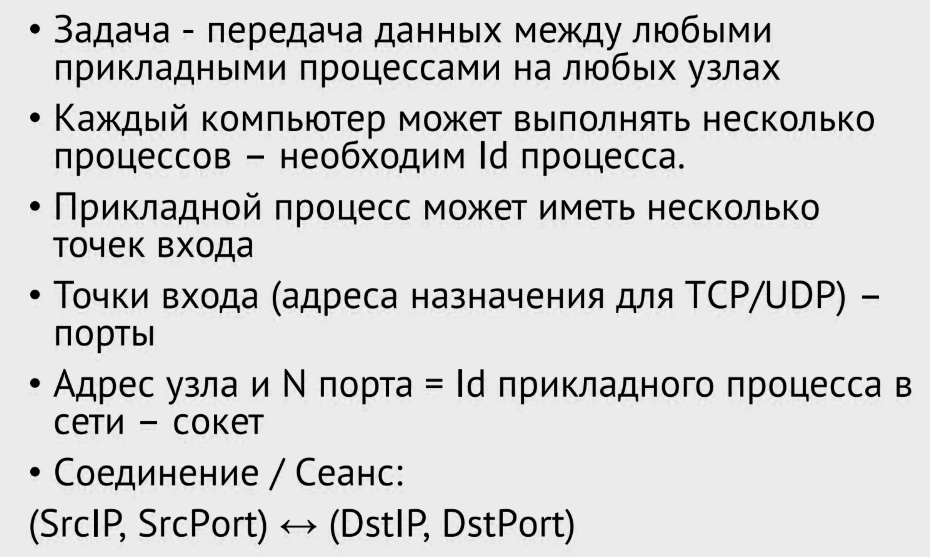 • Задача - передача данных между любыми
прикладными процессами на любых узлах
• Каждый компьютер может выполнять несколько
процессов – необходим Id процесса.
• Прикладной процесс может иметь несколько
точек входа
• Точки входа (адреса назначения для TCP/UDP) –
порты
• Адрес узла и N порта = Id прикладного процесса в
сети – сокет
• Соединение / Сеанс:
(SrcIP, SrcPort) ↔ (DstIP, DstPort)